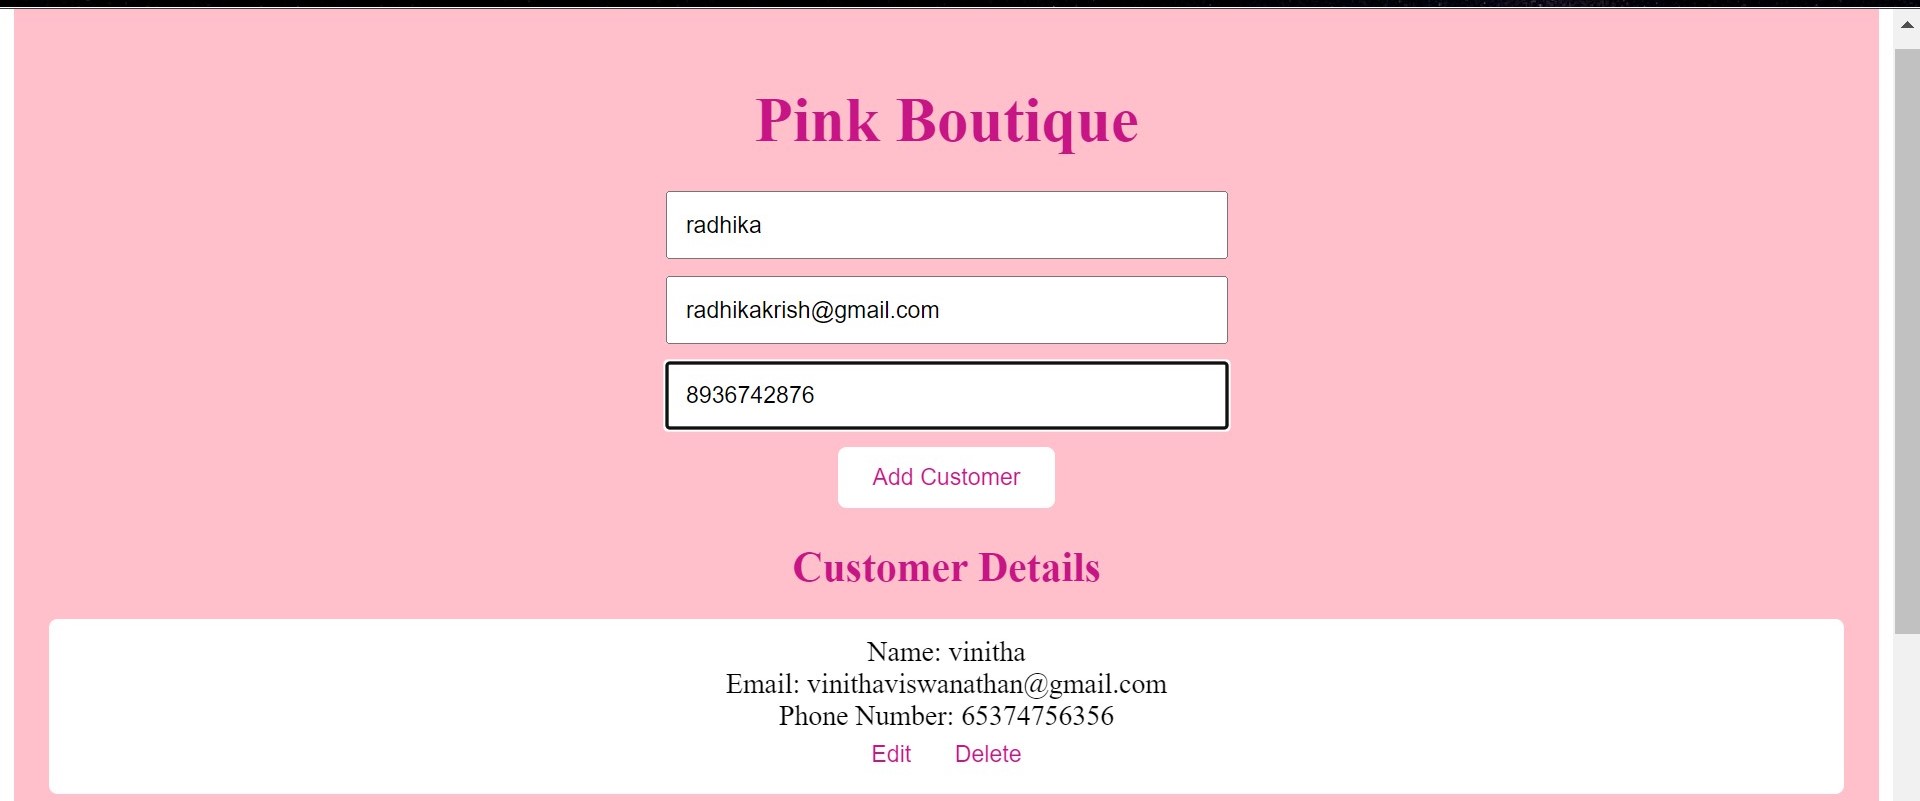 Pink Boutique
radhika
radhikakrish@gmail.com
8936742876
Add Customer
Customer Details
Name: vinitha
Email: vinithaviswanathan@gmail.com
Phone Number: 65374756356
Edit Delete